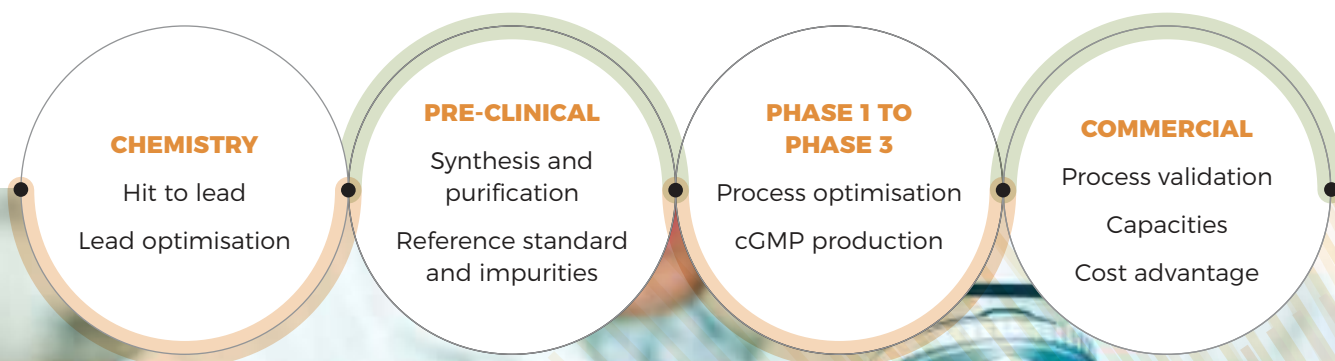 CHEMISTRY
Hit to lead
Lead optimisation
PRE-CLINICAL
Synthesis and
purification
Reference standard
and impurities
PHASE 1 TO
PHASE 3
Process optimisation
cGMP production
COMMERCIAL
Process validation
Capacities
Cost advantage